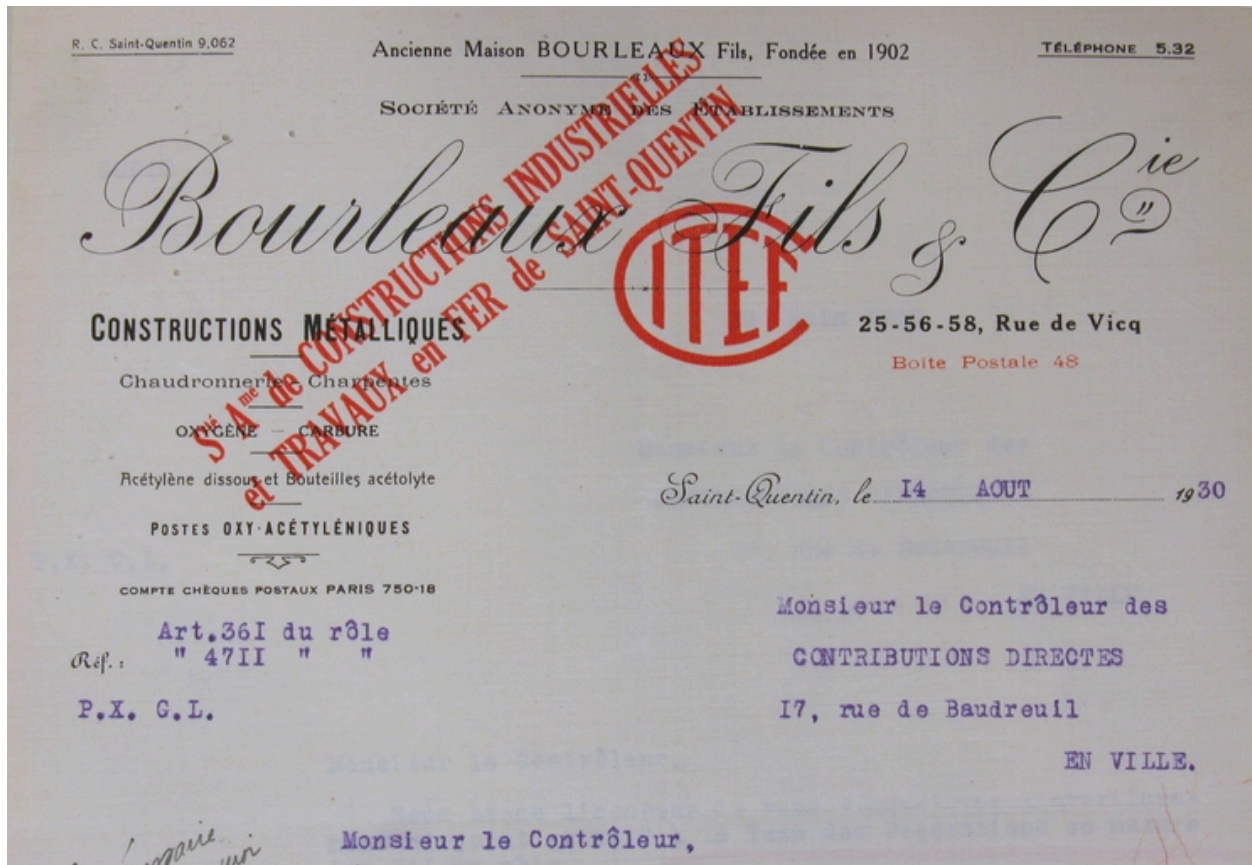 R. C. Saint-Quentin 9.062
Ancienne Maison BOURLEAUX Fils, Fondée en 1902
TÉLÉPHONE 5.32
SOCIÉTÉ ANONYME DES ÉTABLISSEMENTS
Bourleaux Fils & Cie
Sté Ame de CONSTRUCTIONS INDUSTRIELLES
et TRAVAUX en FER de SAINT-QUENTIN
CITEF
CONSTRUCTIONS MÉTALLIQUES
Chaudronnerie - Charpentes
OXYGÈNE - CARBURE
Acétylène dissous et Bouteilles acétolyte
POSTES OXY-ACÉTYLÉNIQUES
COMPTE CHÈQUES POSTAUX PARIS 750-18
25-56-58, Rue de Vicq
Boîte Postale 48
Saint-Quentin, le I4 AOUT 1930
Réf. : Art.36I du rôle
" 47II " "
P.X. G.L.
Monsieur le Contrôleur des
CONTRIBUTIONS DIRECTES
I7, rue de Baudreuil
EN VILLE.
Monsieur le Contrôleur,